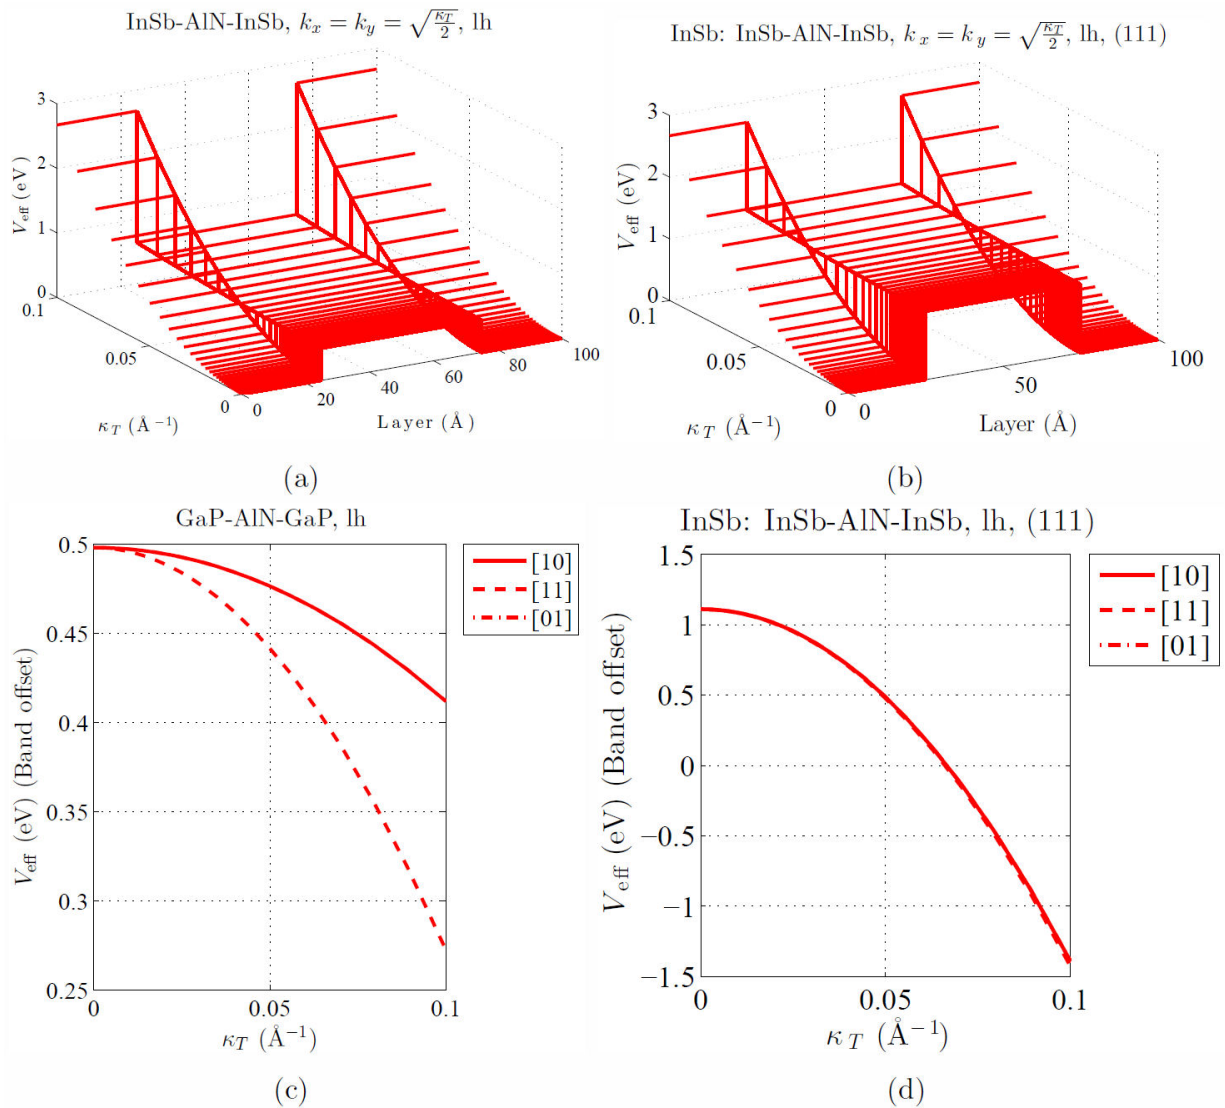 InSb-AlN-InSb, k_x = k_y = √(κ_T/2), lh
V_eff (eV)
3
2
1
0
0.1
0.05
0
κ_T (Å⁻¹)
0
20
40
60
80
100
Layer (Å)
(a)
InSb: InSb-AlN-InSb, k_x = k_y = √(κ_T/2), lh, (111)
V_eff (eV)
3
2
1
0
0.1
0.05
0
κ_T (Å⁻¹)
0
50
100
Layer (Å)
(b)
GaP-AlN-GaP, lh
V_eff (eV) (Band offset)
0.5
0.45
0.4
0.35
0.3
0.25
0
0.05
0.1
κ_T (Å⁻¹)
[10]
[11]
[01]
(c)
InSb: InSb-AlN-InSb, lh, (111)
V_eff (eV) (Band offset)
1.5
1
0.5
0
−0.5
−1
−1.5
0
0.05
0.1
κ_T (Å⁻¹)
[10]
[11]
[01]
(d)